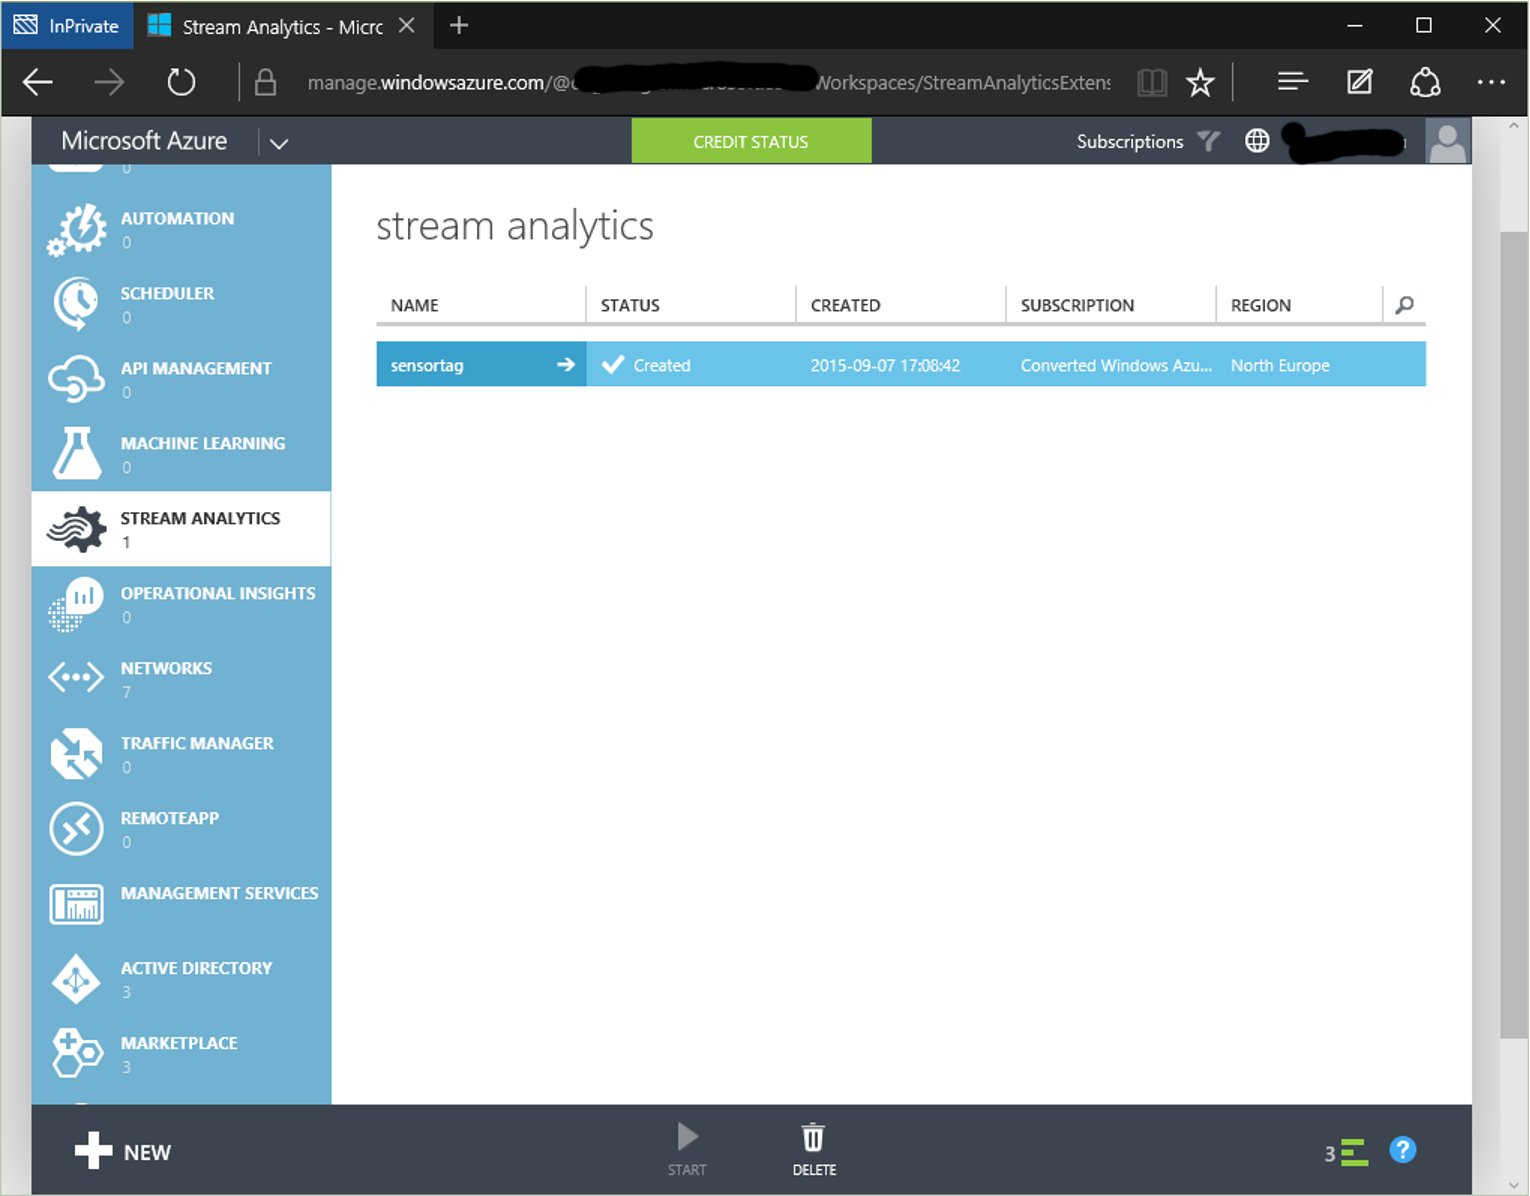 InPrivate
Stream Analytics - Micrc
manage.windowsazure.com/@
Workspaces/StreamAnalyticsExtens
Microsoft Azure
CREDIT STATUS
Subscriptions
0
AUTOMATION
0
SCHEDULER
0
API MANAGEMENT
0
MACHINE LEARNING
0
STREAM ANALYTICS
1
OPERATIONAL INSIGHTS
0
NETWORKS
7
TRAFFIC MANAGER
0
REMOTEAPP
0
MANAGEMENT SERVICES
ACTIVE DIRECTORY
3
MARKETPLACE
3
stream analytics
NAME STATUS CREATED SUBSCRIPTION REGION
sensortag Created 2015-09-07 17:08:42 Converted Windows Azu... North Europe
NEW
START
DELETE
3
?